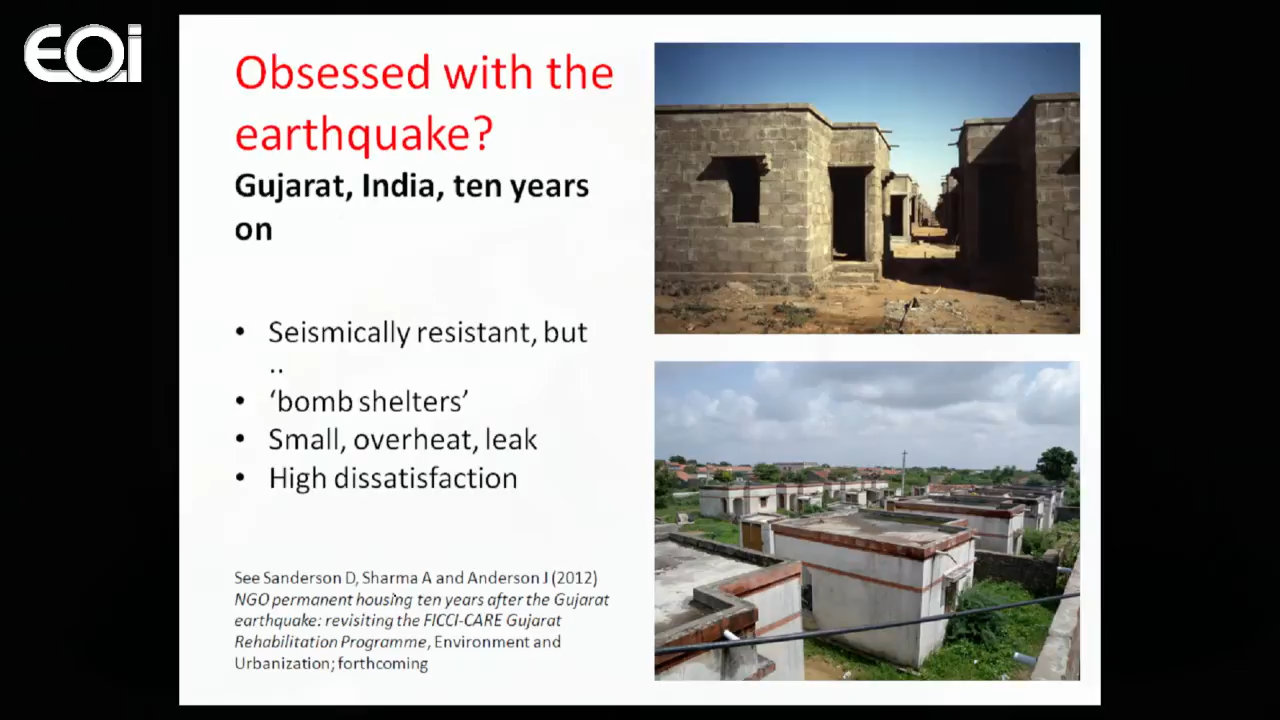 EOi
Obsessed with the
earthquake?
Gujarat, India, ten years
on
• Seismically resistant, but
..
• ‘bomb shelters’
• Small, overheat, leak
• High dissatisfaction
See Sanderson D, Sharma A and Anderson J (2012)
NGO permanent housing ten years after the Gujarat
earthquake: revisiting the FICCI-CARE Gujarat
Rehabilitation Programme, Environment and
Urbanization; forthcoming